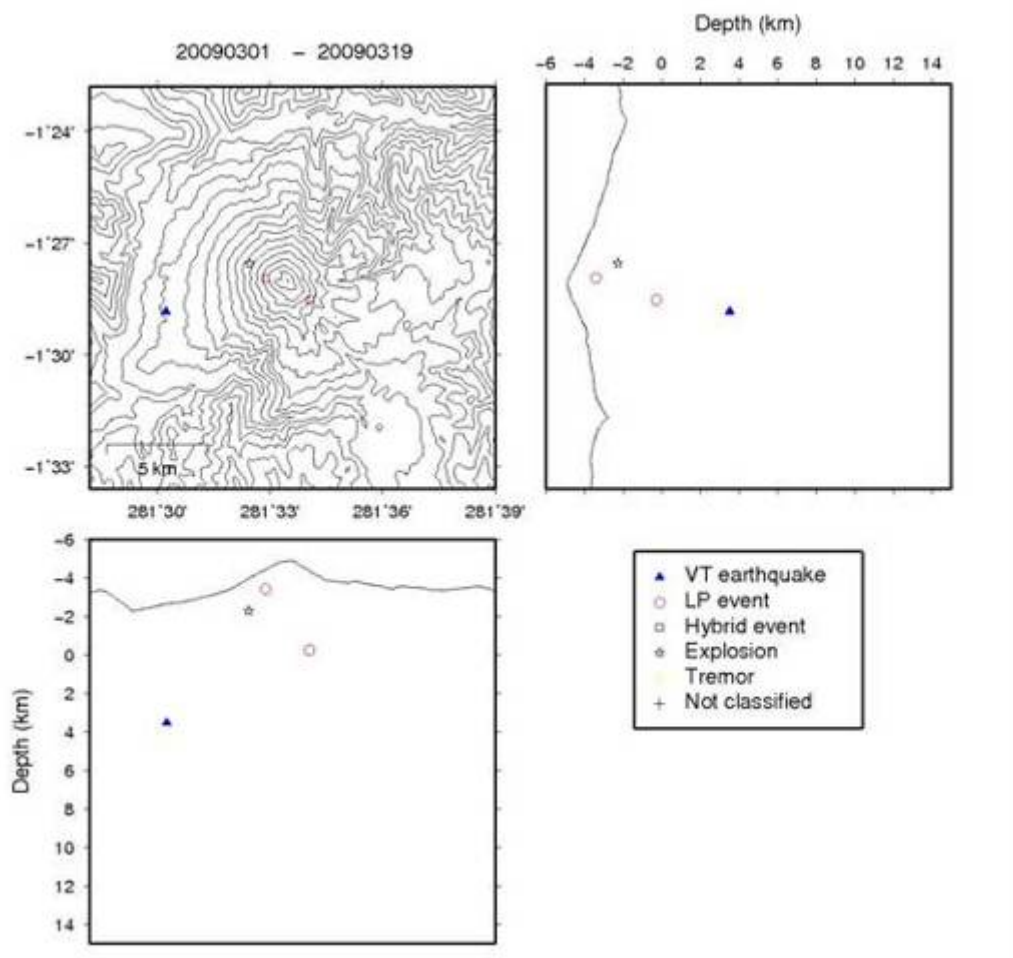 Depth (km)
20090301 - 20090319
-6 -4 -2 0 2 4 6 8 10 12 14
-1˚24'
-1˚27'
-1˚30'
-1˚33'
5 km
281˚30' 281˚33' 281˚36' 281˚39'
-6
-4
-2
0
2
4
6
8
10
12
14
Depth (km)
VT earthquake
LP event
Hybrid event
Explosion
Tremor
Not classified